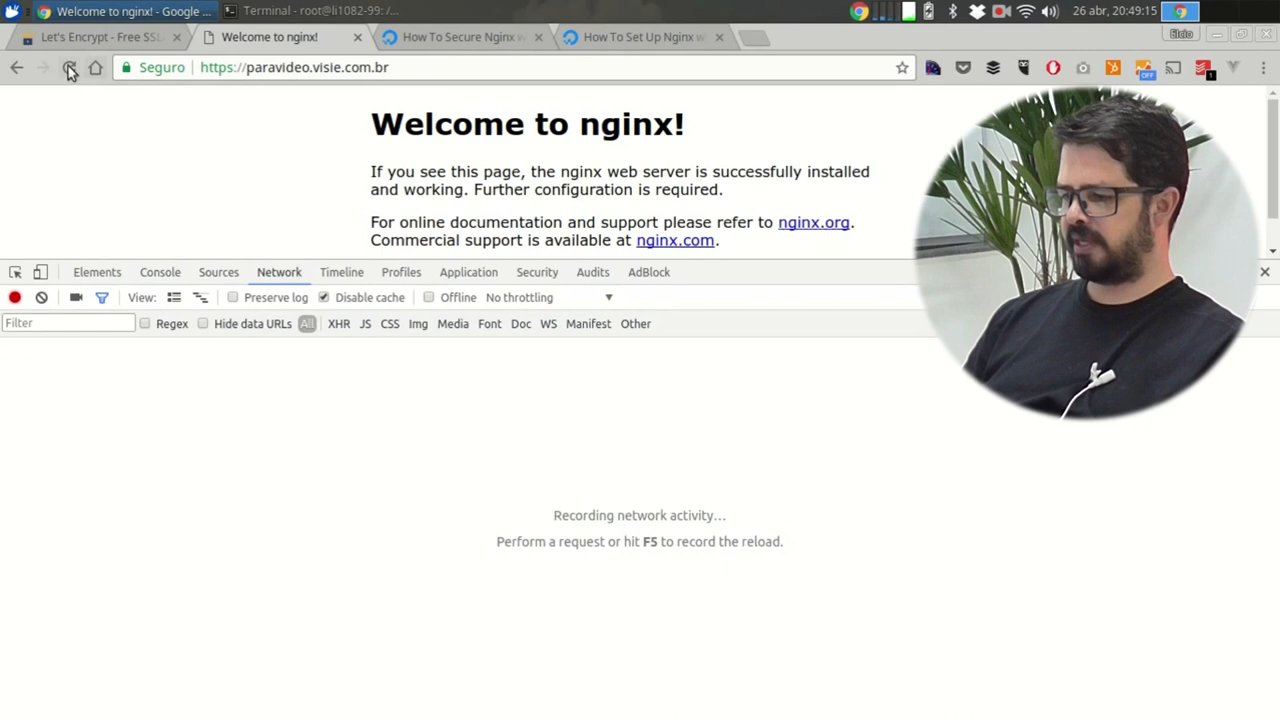 Welcome to nginx! - Google ...
Terminal - root@li1082-99: /...
26 abr, 20:49:15
Let's Encrypt - Free SSL
Welcome to nginx!
How To Secure Nginx w
How To Set Up Nginx w
Elcio
Seguro
https://paravideo.visie.com.br
OFF
1
Welcome to nginx!
If you see this page, the nginx web server is successfully installed
and working. Further configuration is required.
For online documentation and support please refer to nginx.org.
Commercial support is available at nginx.com.
Elements Console Sources Network Timeline Profiles Application Security Audits AdBlock
View: Preserve log Disable cache Offline No throttling
Filter Regex Hide data URLs All XHR JS CSS Img Media Font Doc WS Manifest Other
Recording network activity…
Perform a request or hit F5 to record the reload.